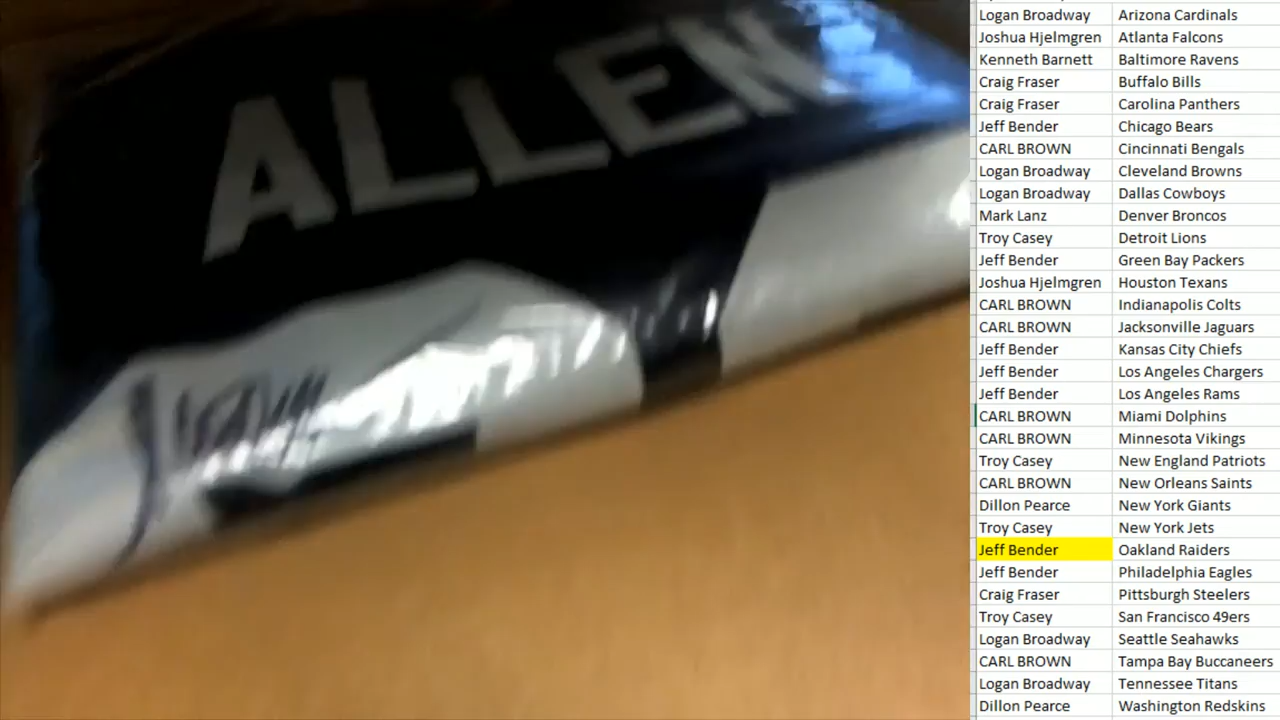 ALLEN
Logan Broadway Arizona Cardinals
Joshua Hjelmgren Atlanta Falcons
Kenneth Barnett Baltimore Ravens
Craig Fraser Buffalo Bills
Craig Fraser Carolina Panthers
Jeff Bender Chicago Bears
CARL BROWN Cincinnati Bengals
Logan Broadway Cleveland Browns
Logan Broadway Dallas Cowboys
Mark Lanz Denver Broncos
Troy Casey Detroit Lions
Jeff Bender Green Bay Packers
Joshua Hjelmgren Houston Texans
CARL BROWN Indianapolis Colts
CARL BROWN Jacksonville Jaguars
Jeff Bender Kansas City Chiefs
Jeff Bender Los Angeles Chargers
Jeff Bender Los Angeles Rams
CARL BROWN Miami Dolphins
CARL BROWN Minnesota Vikings
Troy Casey New England Patriots
CARL BROWN New Orleans Saints
Dillon Pearce New York Giants
Troy Casey New York Jets
Jeff Bender Oakland Raiders
Jeff Bender Philadelphia Eagles
Craig Fraser Pittsburgh Steelers
Troy Casey San Francisco 49ers
Logan Broadway Seattle Seahawks
CARL BROWN Tampa Bay Buccaneers
Logan Broadway Tennessee Titans
Dillon Pearce Washington Redskins